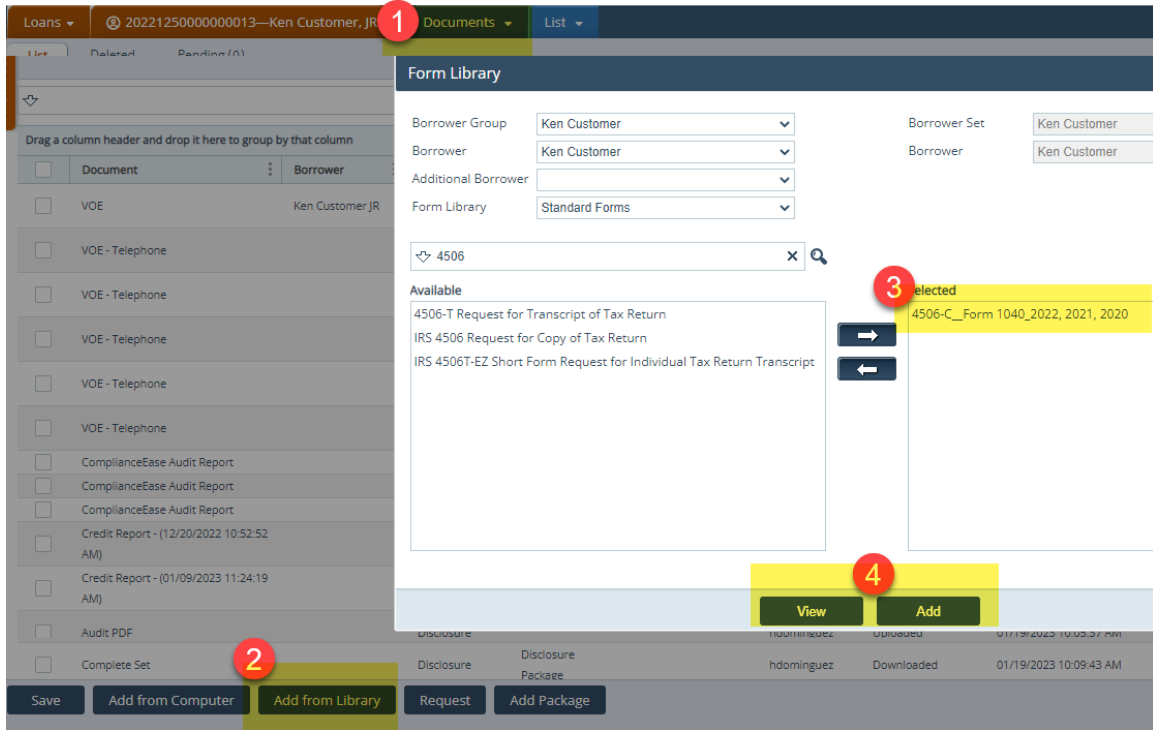 Loans 20221250000000013—Ken Customer, JR 1 Documents List
List Deleted Pending (0)
Form Library
Borrower Group Ken Customer Borrower Set Ken Customer
Borrower Ken Customer Borrower Ken Customer
Additional Borrower
Form Library Standard Forms
4506
Drag a column header and drop it here to group by that column
Document Borrower
VOE Ken Customer JR
VOE - Telephone
VOE - Telephone
VOE - Telephone
VOE - Telephone
VOE - Telephone
ComplianceEase Audit Report
ComplianceEase Audit Report
ComplianceEase Audit Report
Credit Report - (12/20/2022 10:52:52
AM)
Credit Report - (01/09/2023 11:24:19
AM)
Available
4506-T Request for Transcript of Tax Return
IRS 4506 Request for Copy of Tax Return
IRS 4506T-EZ Short Form Request for Individual Tax Return Transcript
3 elected
4506-C__Form 1040_2022, 2021, 2020
4
View Add
Audit PDF Disclosure hdominguez Uploaded 01/19/2023 10:05:37 AM
Complete Set Disclosure Disclosure
Package hdominguez Downloaded 01/19/2023 10:09:43 AM
2
Save Add from Computer Add from Library Request Add Package